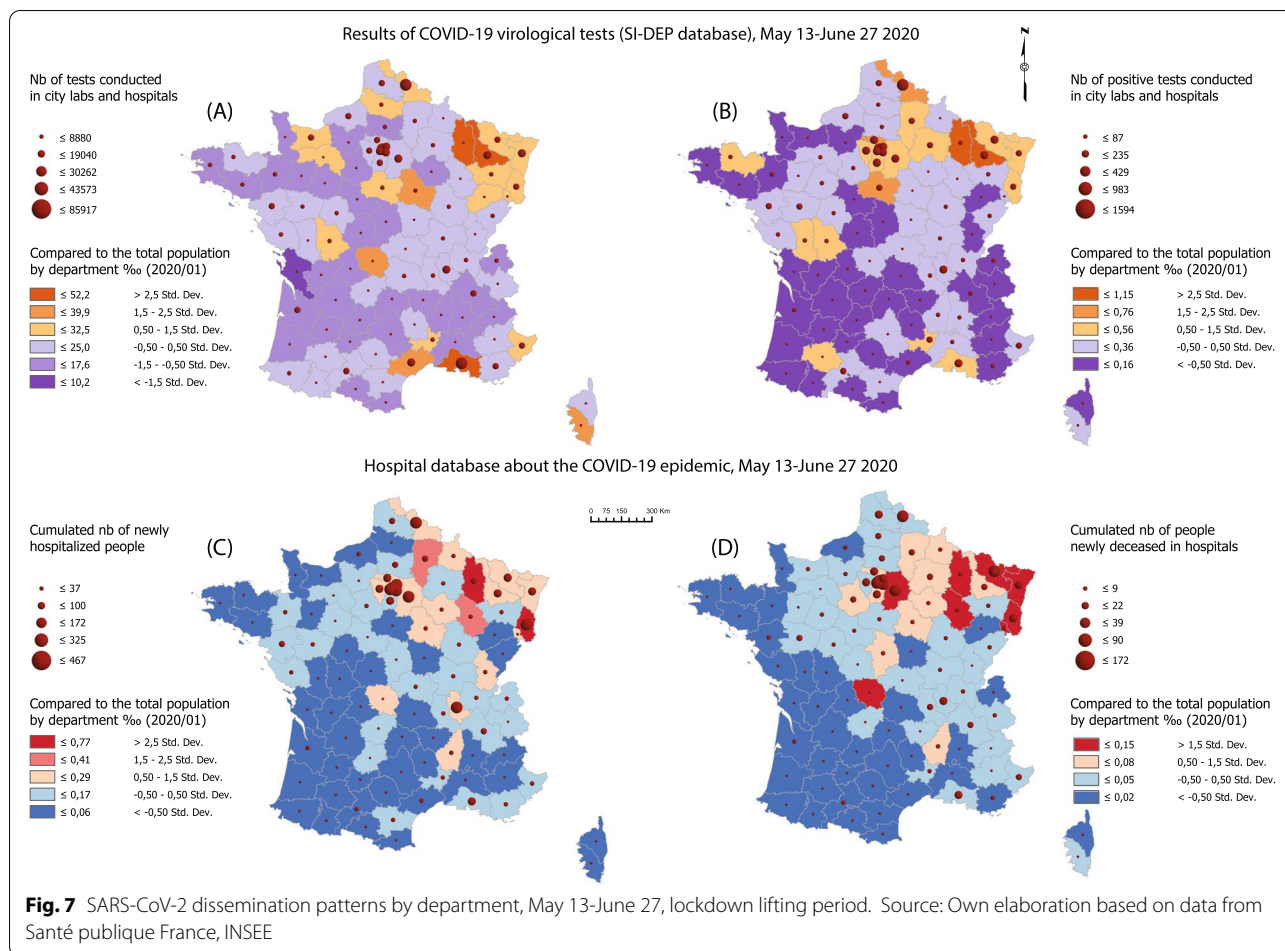 Results of COVID-19 virological tests (SI-DEP database), May 13-June 27 2020
N
Nb of tests conducted
in city labs and hospitals
(A)
≤ 8880
≤ 19040
≤ 30262
≤ 43573
≤ 85917
Compared to the total population
by department ‰ (2020/01)
≤ 52,2 > 2,5 Std. Dev.
≤ 39,9 1,5 - 2,5 Std. Dev.
≤ 32,5 0,50 - 1,5 Std. Dev.
≤ 25,0 -0,50 - 0,50 Std. Dev.
≤ 17,6 -1,5 - -0,50 Std. Dev.
≤ 10,2 < -1,5 Std. Dev.
(B)
Nb of positive tests conducted
in city labs and hospitals
≤ 87
≤ 235
≤ 429
≤ 983
≤ 1594
Compared to the total population
by department ‰ (2020/01)
≤ 1,15 > 2,5 Std. Dev.
≤ 0,76 1,5 - 2,5 Std. Dev.
≤ 0,56 0,50 - 1,5 Std. Dev.
≤ 0,36 -0,50 - 0,50 Std. Dev.
≤ 0,16 < -0,50 Std. Dev.
Hospital database about the COVID-19 epidemic, May 13-June 27 2020
0 75 150 300 Km
Cumulated nb of newly
hospitalized people
(C)
≤ 37
≤ 100
≤ 172
≤ 325
≤ 467
Compared to the total population
by department ‰ (2020/01)
≤ 0,77 > 2,5 Std. Dev.
≤ 0,41 1,5 - 2,5 Std. Dev.
≤ 0,29 0,50 - 1,5 Std. Dev.
≤ 0,17 -0,50 - 0,50 Std. Dev.
≤ 0,06 < -0,50 Std. Dev.
(D)
Cumulated nb of people
newly deceased in hospitals
≤ 9
≤ 22
≤ 39
≤ 90
≤ 172
Compared to the total population
by department ‰ (2020/01)
≤ 0,15 > 1,5 Std. Dev.
≤ 0,08 0,50 - 1,5 Std. Dev.
≤ 0,05 -0,50 - 0,50 Std. Dev.
≤ 0,02 < -0,50 Std. Dev.
Fig. 7 SARS-CoV-2 dissemination patterns by department, May 13-June 27, lockdown lifting period. Source: Own elaboration based on data from
Santé publique France, INSEE